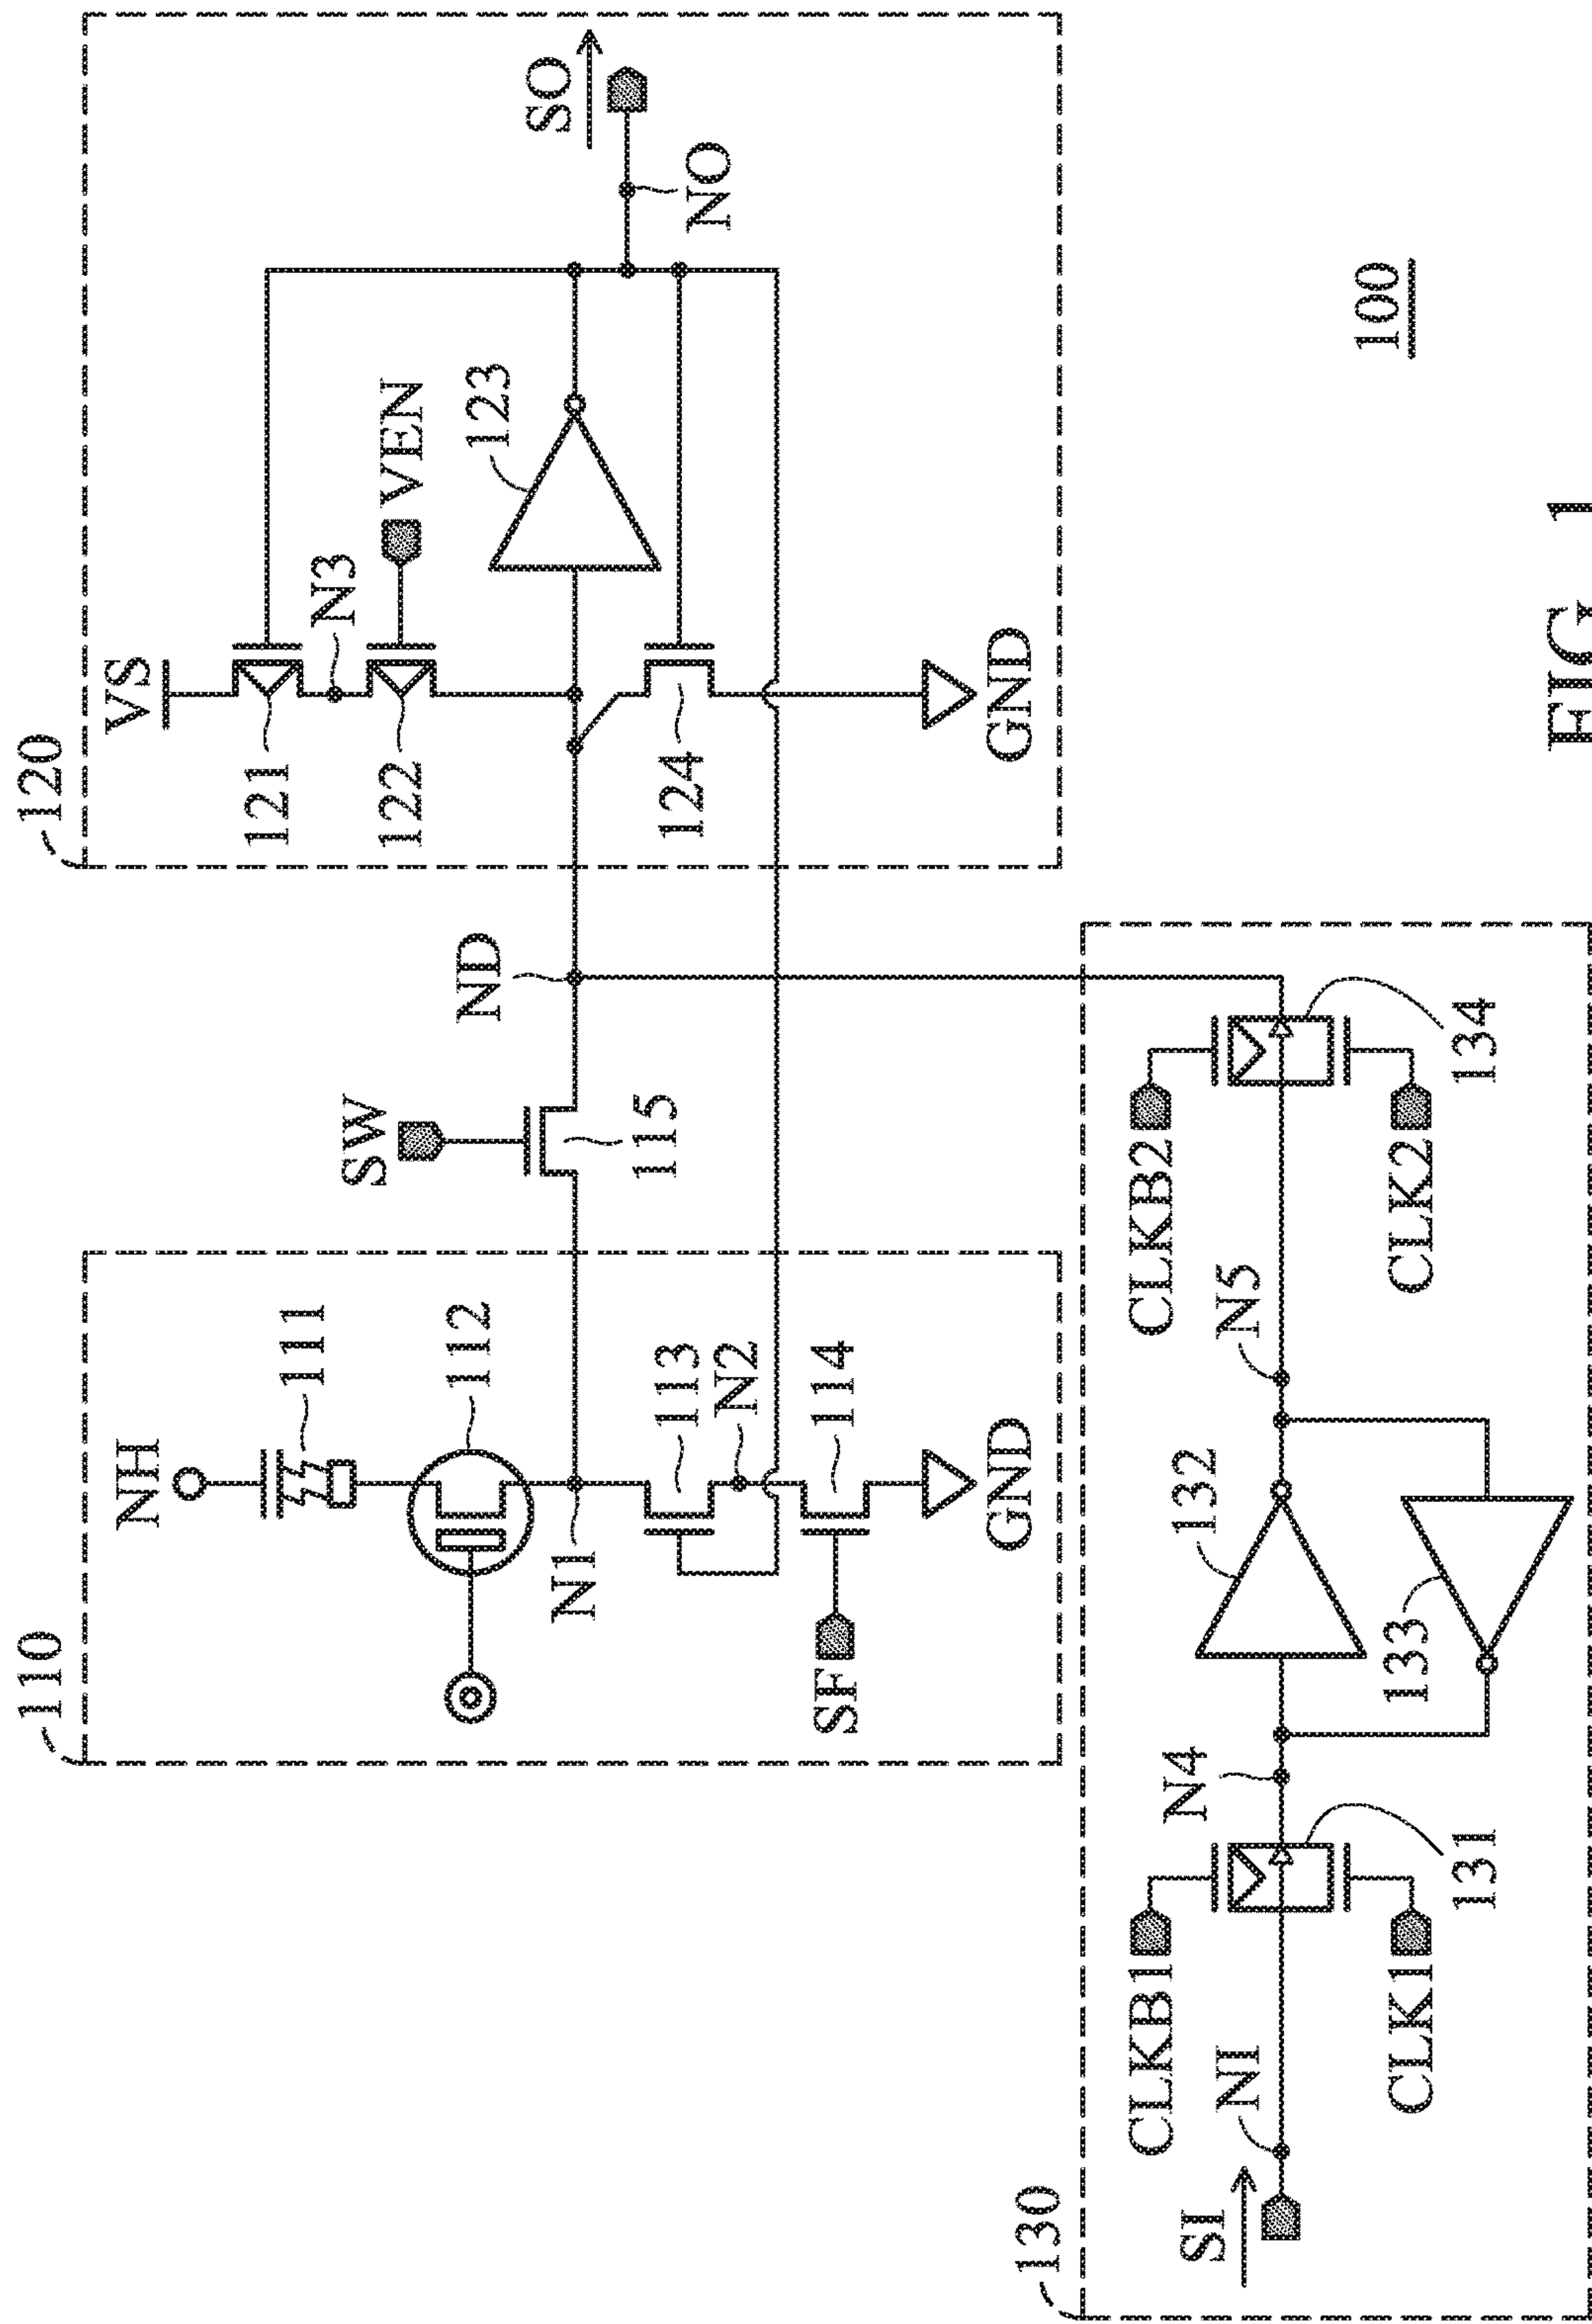 120
VS
121
N3
122
VEN
123
124
GND
SO
NO
ND
SW
115
110
NH
111
112
N1
113
N2
114
SF
GND
130
SI
NI
CLKB1
CLK1
131
N4
132
133
N5
CLKB2
CLK2
134
100
FIG. 1